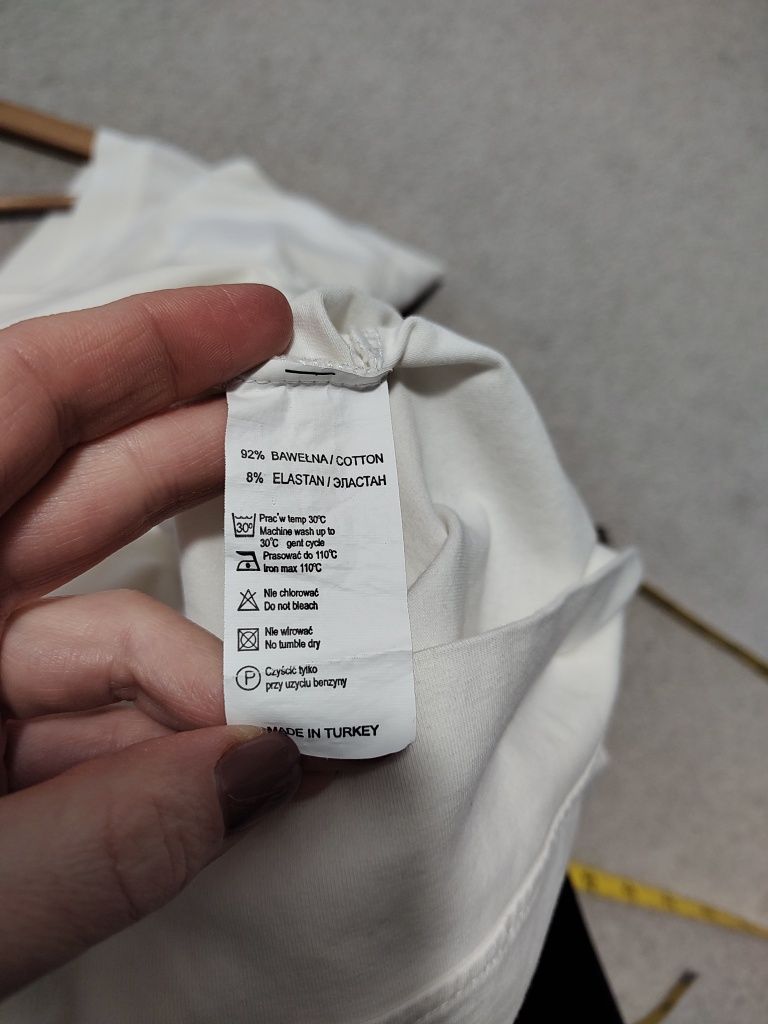 92% BAWEŁNA / COTTON
8% ELASTAN / ЭЛАСТАН
30° Prac'w temp 30°C
Machine wash up to
30°C gent cycle
Prasować do 110°C
Iron max 110°C
Nie chlorować
Do not bleach
Nie wirować
No tumble dry
P Czyścić tylko
przy uzyciu benzyny
MADE IN TURKEY